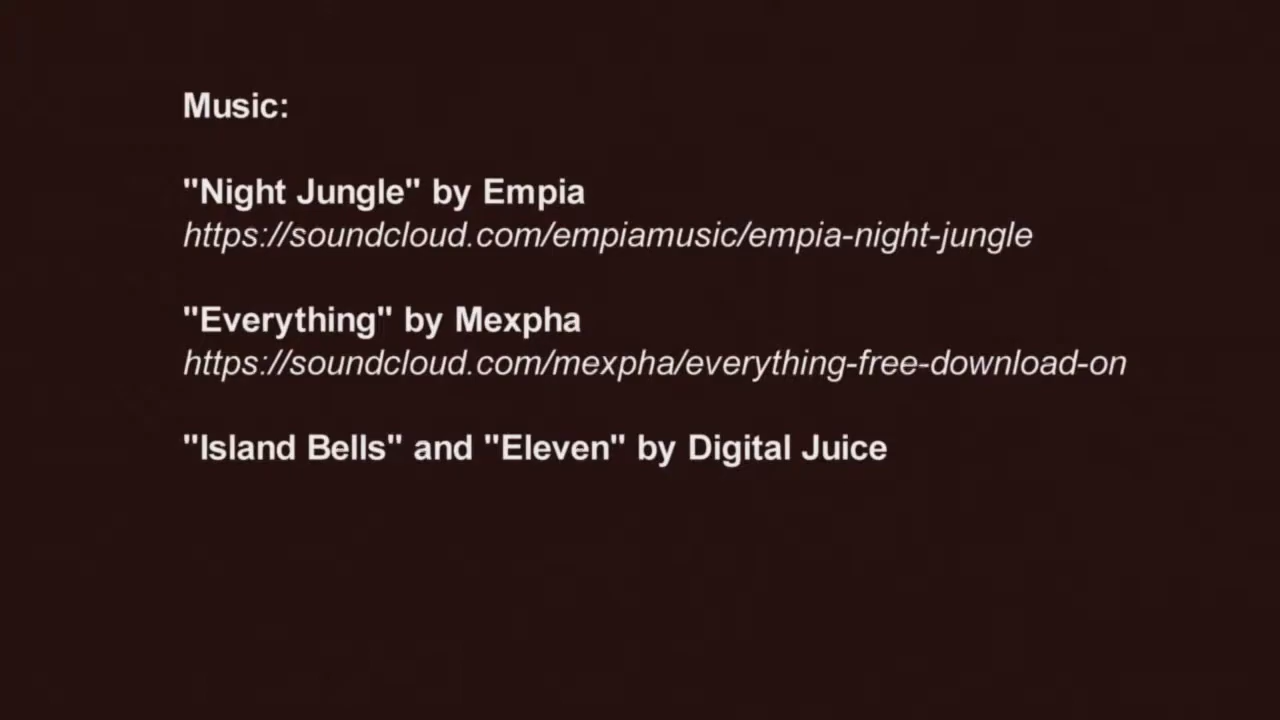 Music:
"Night Jungle" by Empia
https://soundcloud.com/empiamusic/empia-night-jungle
"Everything" by Mexpha
https://soundcloud.com/mexpha/everything-free-download-on
"Island Bells" and "Eleven" by Digital Juice